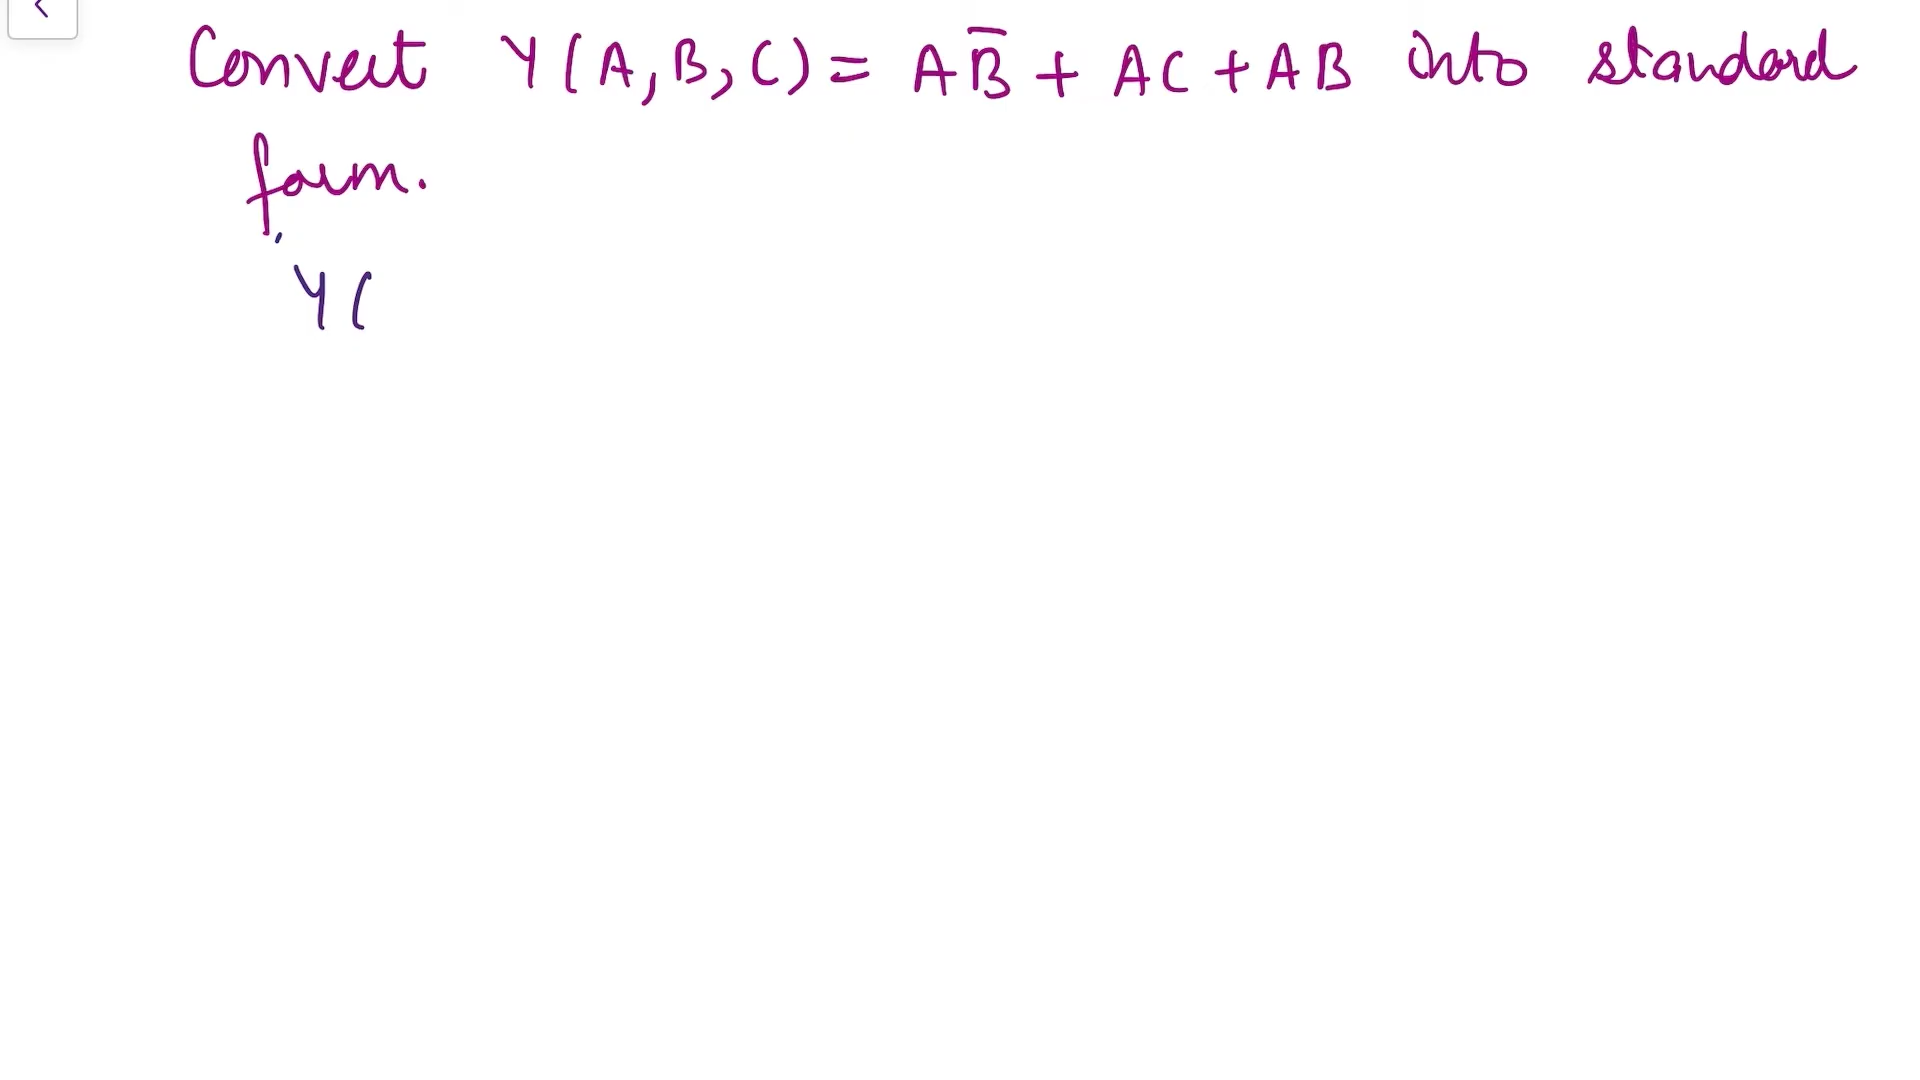 Convert Y(A,B,C) = AB̅ + AC + AB into standard
form.
Y(